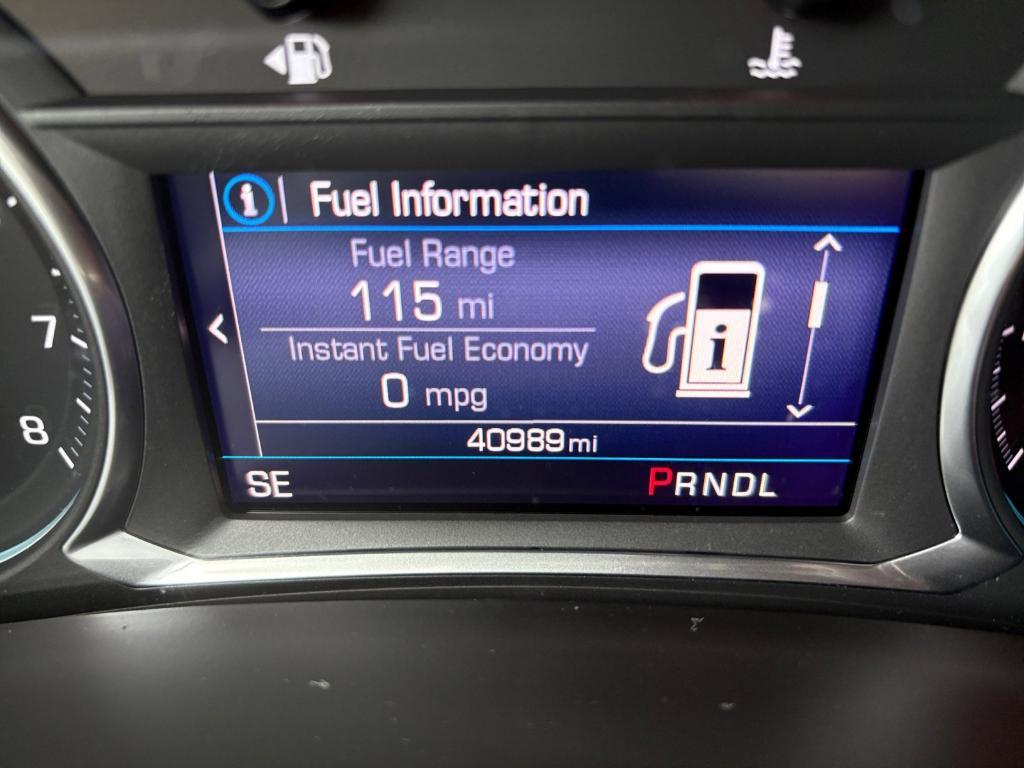 i Fuel Information
Fuel Range
115 mi
7
Instant Fuel Economy
i
0 mpg
8
40989 mi
SE PRNDL